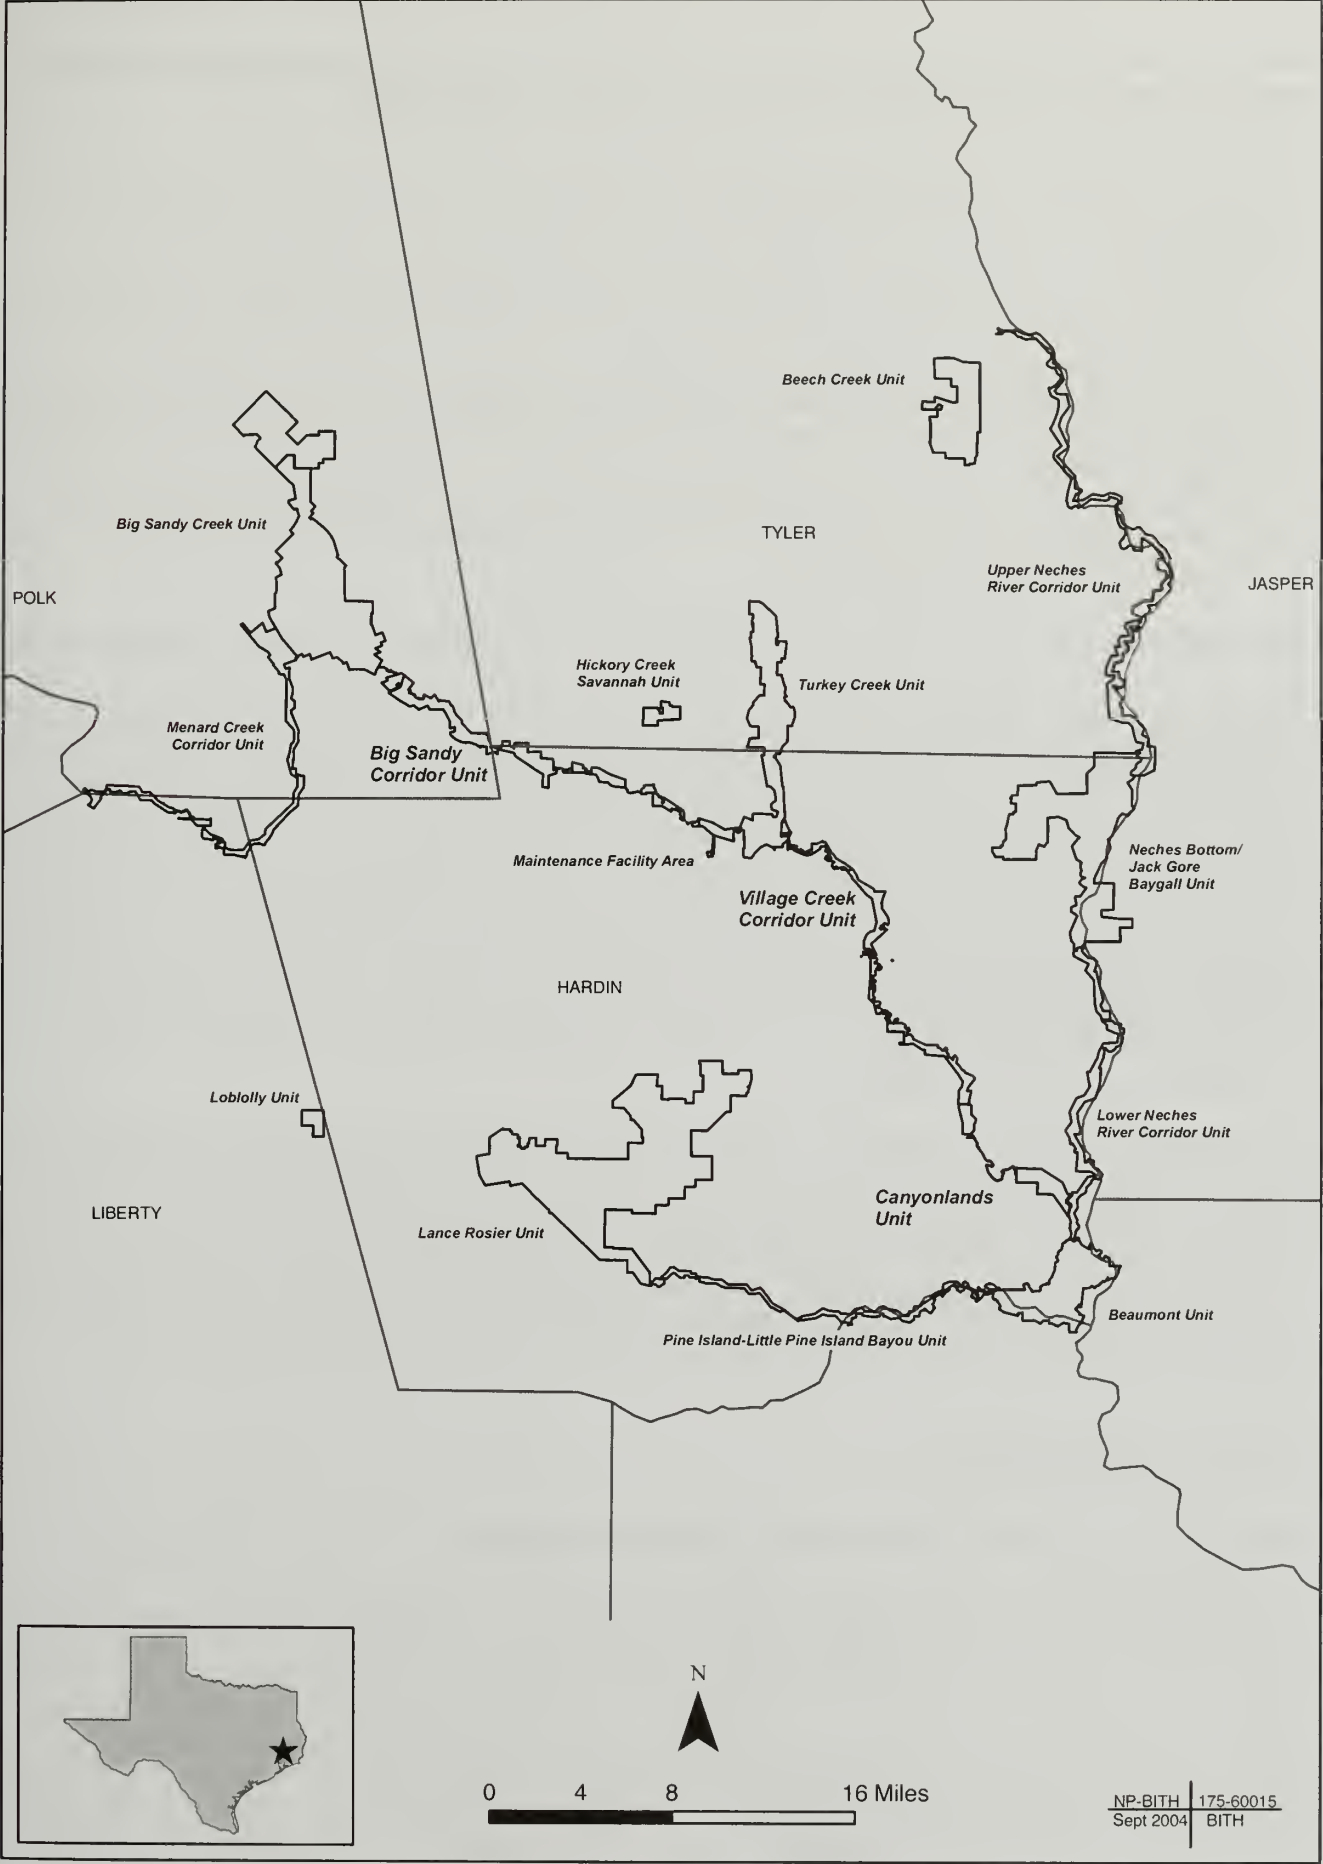 Beech Creek Unit
Big Sandy Creek Unit
TYLER
Upper Neches
River Corridor Unit
JASPER
POLK
Hickory Creek
Savannah Unit
Turkey Creek Unit
Menard Creek
Corridor Unit
Big Sandy
Corridor Unit
Maintenance Facility Area
Neches Bottom/
Jack Gore
Baygall Unit
Village Creek
Corridor Unit
HARDIN
Loblolly Unit
Lower Neches
River Corridor Unit
LIBERTY
Canyonlands
Unit
Lance Rosier Unit
Beaumont Unit
Pine Island-Little Pine Island Bayou Unit
N
0 4 8 16 Miles
NP-BITH 175-60015
Sept 2004 BITH